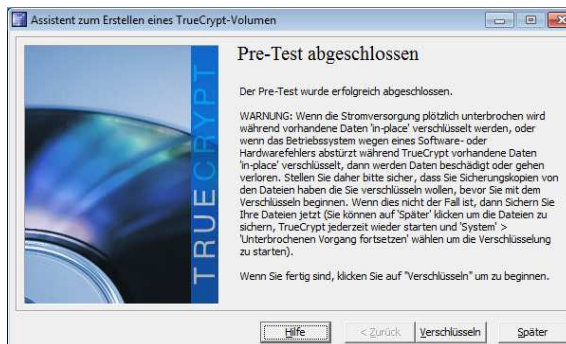 Assistent zum Erstellen eines TrueCrypt-Volumen
TRUECRYPT
Pre-Test abgeschlossen
Der Pre-Test wurde erfolgreich abgeschlossen.
WARNUNG: Wenn die Stromversorgung plötzlich unterbrochen wird
während vorhandene Daten 'in-place' verschlüsselt werden, oder
wenn das Betriebssystem wegen eines Software- oder
Hardwarefehlers abstürzt während TrueCrypt vorhandene Daten
'in-place' verschlüsselt, dann werden Daten beschädigt oder gehen
verloren. Stellen Sie daher bitte sicher, dass Sie Sicherungskopien von
den Dateien haben die Sie verschlüsseln wollen, bevor Sie mit dem
Verschlüsseln beginnen. Wenn dies nicht der Fall ist, dann Sichern Sie
Ihre Dateien jetzt (Sie können auf 'Später' klicken um die Dateien zu
sichern, TrueCrypt jederzeit wieder starten und 'System' >
'Unterbrochenen Vorgang fortsetzen' wählen um die Verschlüsselung
zu starten).
Wenn Sie fertig sind, klicken Sie auf "Verschlüsseln" um zu beginnen.
Hilfe
< Zurück
Verschlüsseln
Später